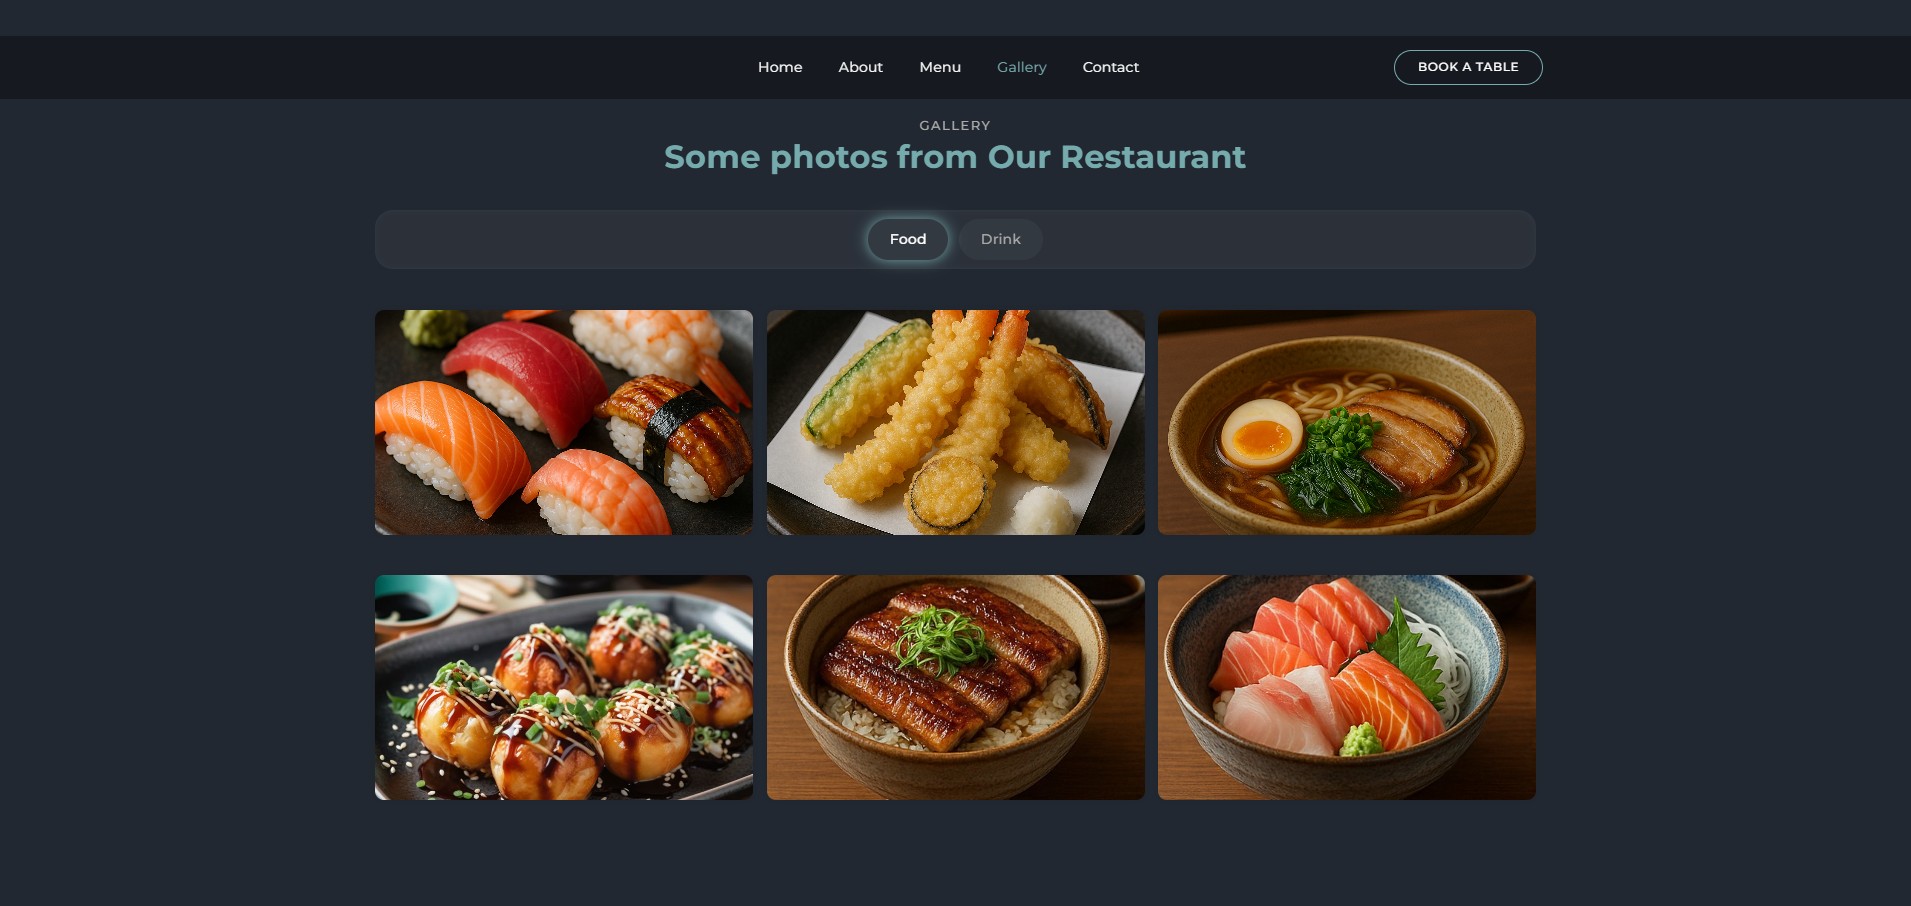 Home About Menu Gallery Contact BOOK A TABLE
GALLERY
Some photos from Our Restaurant
Food Drink